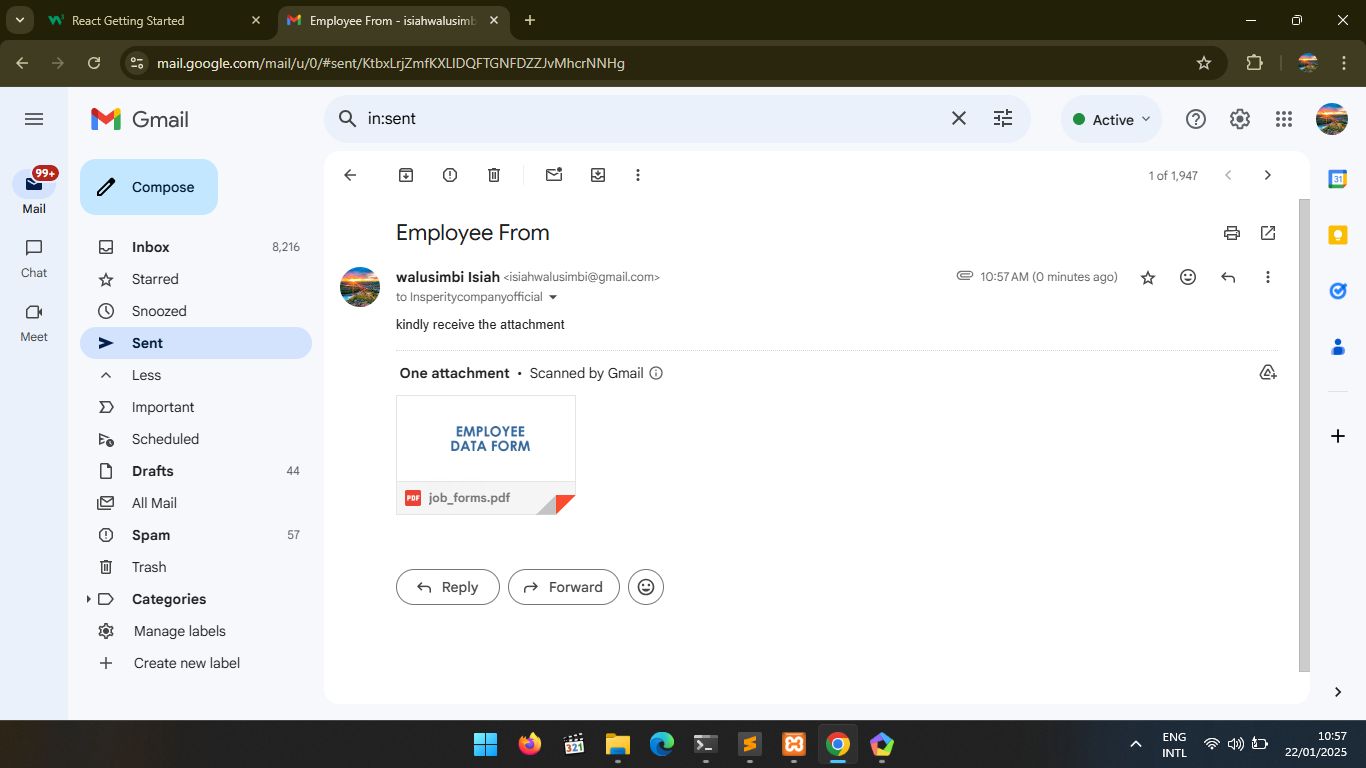 React Getting Started
Employee From - isiahwalusimb
mail.google.com/mail/u/0/#sent/KtbxLrjZmfKXLlDQFTGNFDZZJvMhcrNNHg
Gmail
in:sent
Active
99+
Mail
Chat
Meet
Compose
Inbox 8,216
Starred
Snoozed
Sent
Less
Important
Scheduled
Drafts 44
All Mail
Spam 57
Trash
Categories
Manage labels
Create new label
1 of 1,947
Employee From
walusimbi Isiah <isiahwalusimbi@gmail.com>
10:57 AM (0 minutes ago)
to Insperitycompanyofficial
kindly receive the attachment
One attachment • Scanned by Gmail
EMPLOYEE
DATA FORM
PDF job_forms.pdf
Reply
Forward
31
321
ENG
INTL
10:57
22/01/2025